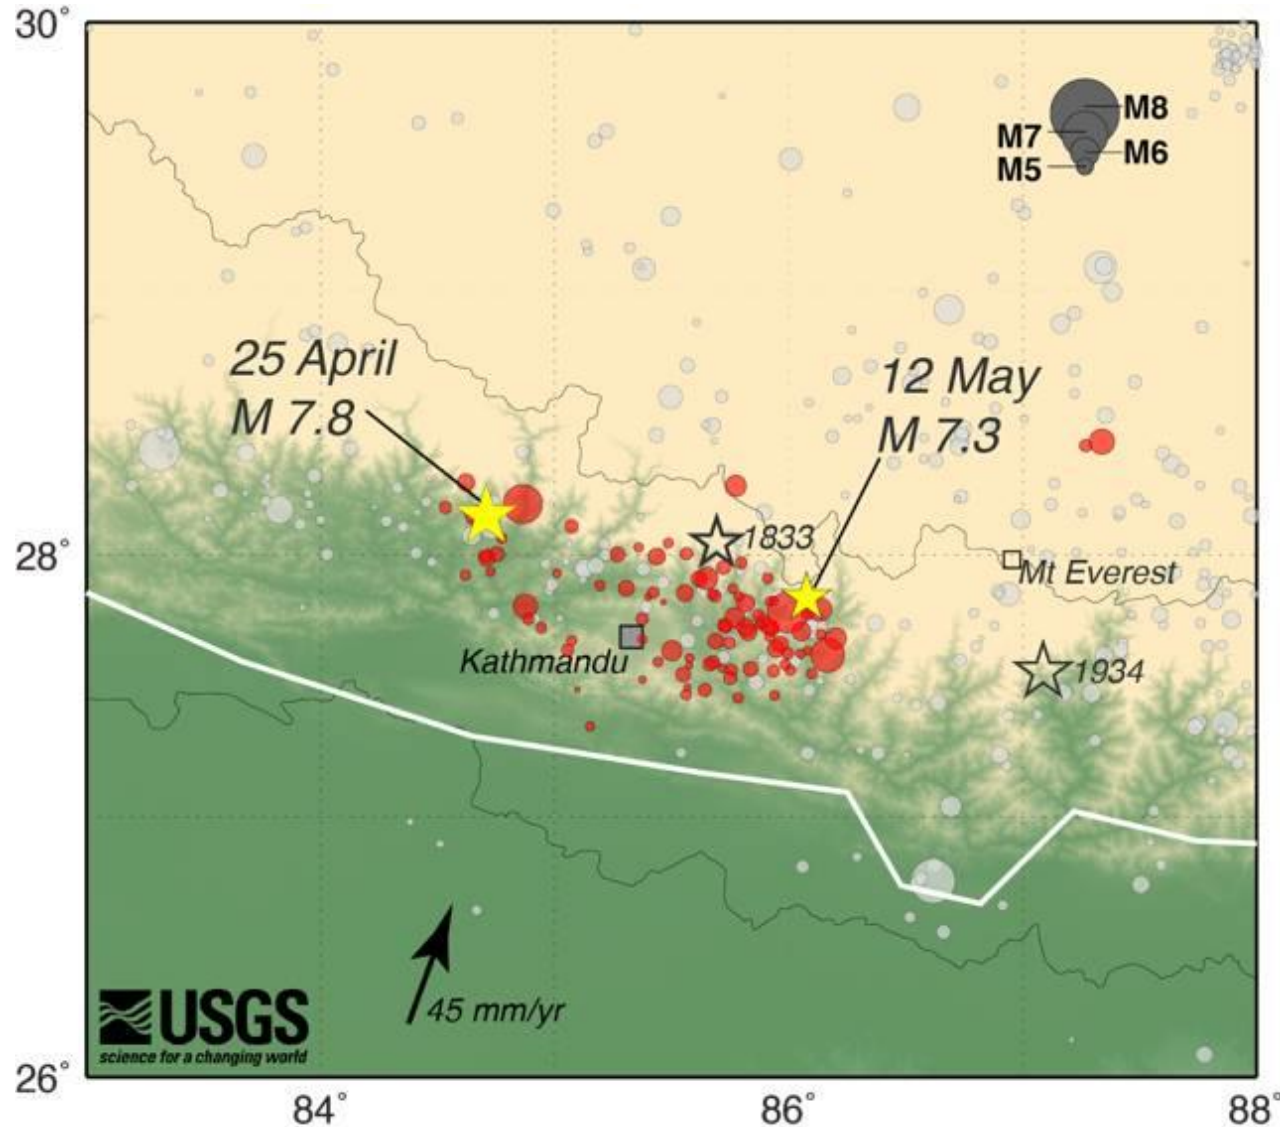 30°
M8
M7
M6
M5
25 April
M 7.8
12 May
M 7.3
1833
28°
Mt Everest
Kathmandu
1934
45 mm/yr
USGS
science for a changing world
26°
84°
86°
88°